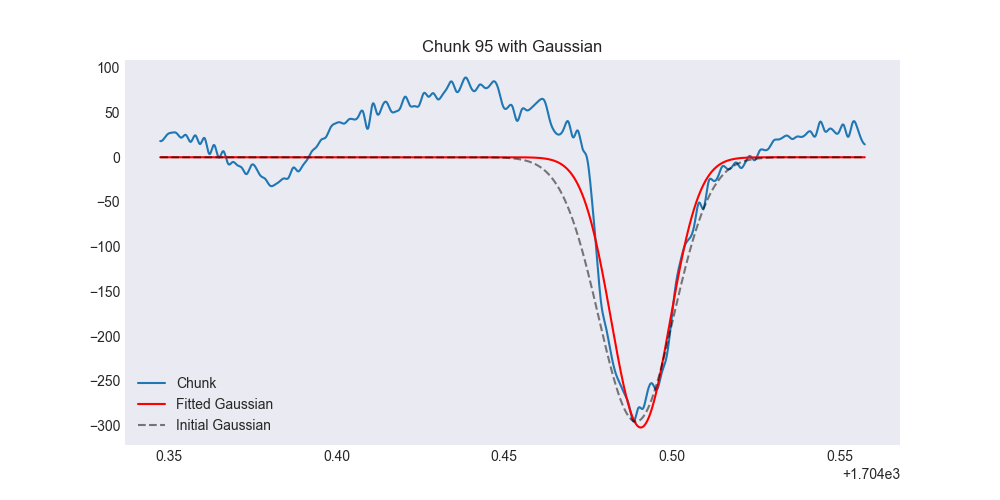 Chunk 95 with Gaussian
100
50
0
−50
−100
−150
−200
−250
−300
Chunk
Fitted Gaussian
Initial Gaussian
0.35 0.40 0.45 0.50 0.55
+1.704e3